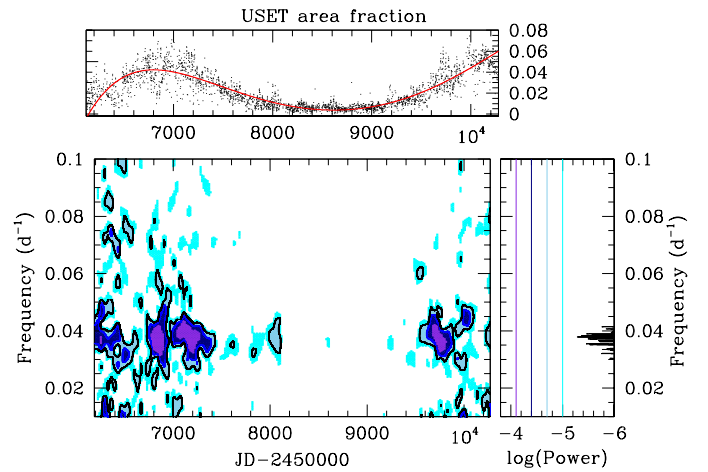 USET area fraction
0.08
0.06
0.04
0.02
0
7000 8000 9000 10⁴
0.1 0.1
0.08 0.08
0.06 0.06
0.04 0.04
0.02 0.02
Frequency (d⁻¹)
Frequency (d⁻¹)
7000 8000 9000 10⁴ −4 −5 −6
JD−2450000 log(Power)